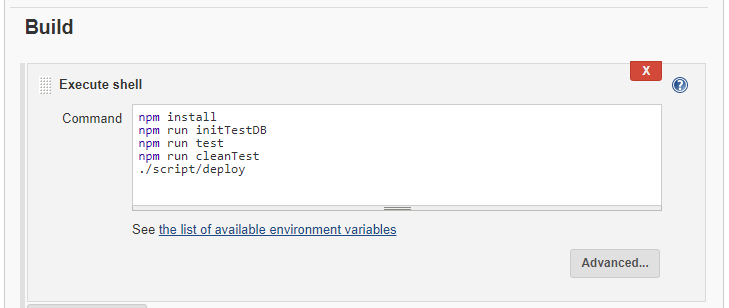 Build
X
Execute shell
Command
npm install
npm run initTestDB
npm run test
npm run cleanTest
./script/deploy
See the list of available environment variables
Advanced...